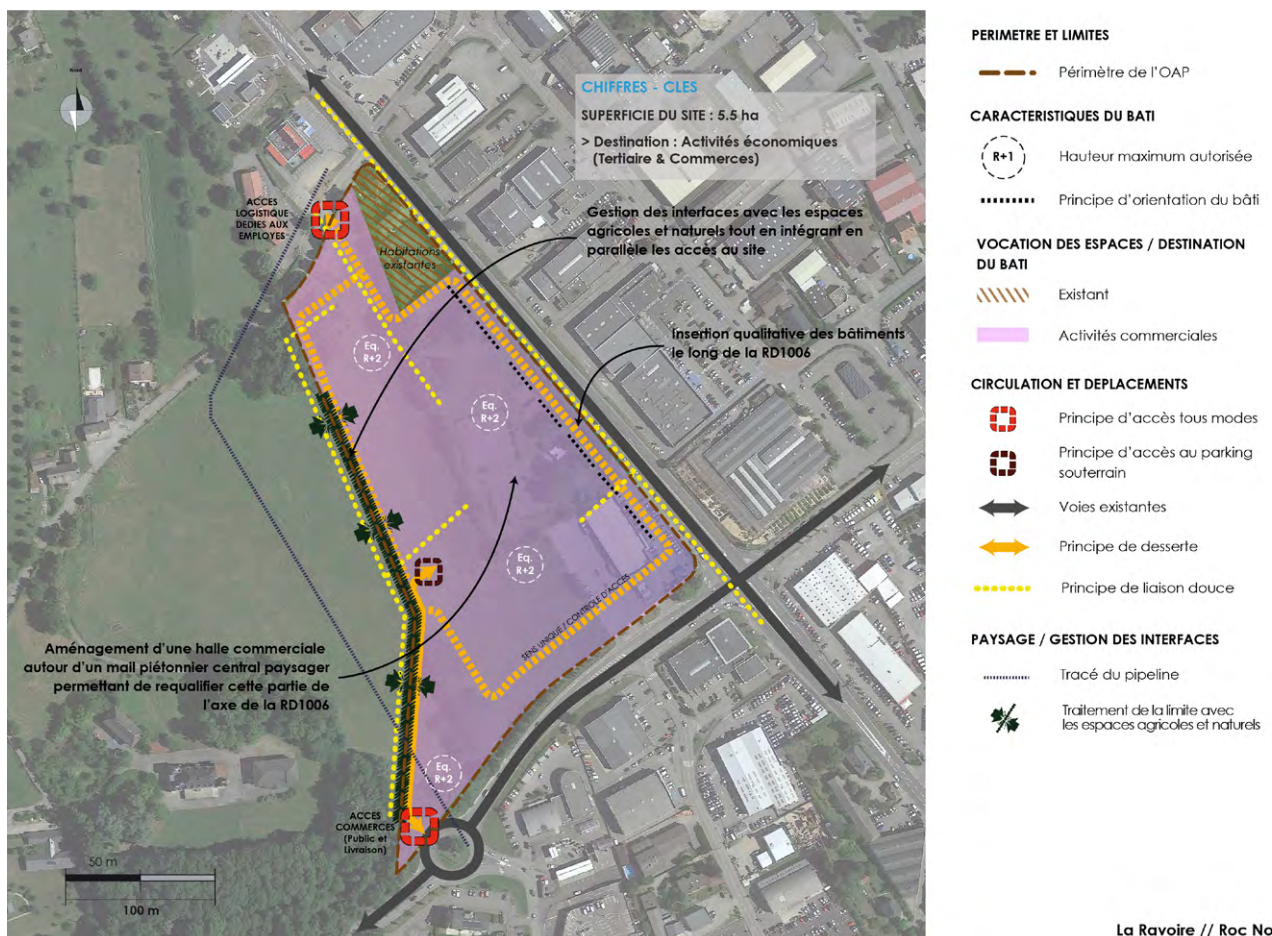 Nord
CHIFFRES - CLES
SUPERFICIE DU SITE : 5.5 ha
> Destination : Activités économiques
(Tertiaire & Commerces)
ACCES
LOGISTIQUE
DEDIES AUX
EMPLOYES
Habitations
existantes
Gestion des interfaces avec les espaces
agricoles et naturels tout en intégrant en
parallèle les accés au site
Insertion qualitative des bâtiments
le long de la RD1006
Eq.
R+2
Eq.
R+2
Eq.
R+2
SENS UNIQUE / CONTROLE D'ACCES
Aménagement d'une halle commerciale
autour d'un mail piétonnier central paysager
permettant de requalifier cette partie de
l'axe de la RD1006
Eq.
R+2
ACCES
COMMERCES
(Public et
Livraison)
50 m
100 m
PERIMETRE ET LIMITES
Périmètre de l'OAP
CARACTERISTIQUES DU BATI
R+1
Hauteur maximum autorisée
Principe d'orientation du bâti
VOCATION DES ESPACES / DESTINATION
DU BATI
Existant
Activités commerciales
CIRCULATION ET DEPLACEMENTS
Principe d'accès tous modes
Principe d'accès au parking
souterrain
Voies existantes
Principe de desserte
Principe de liaison douce
PAYSAGE / GESTION DES INTERFACES
Tracé du pipeline
Traitement de la limite avec
les espaces agricoles et naturels
La Ravoire // Roc No